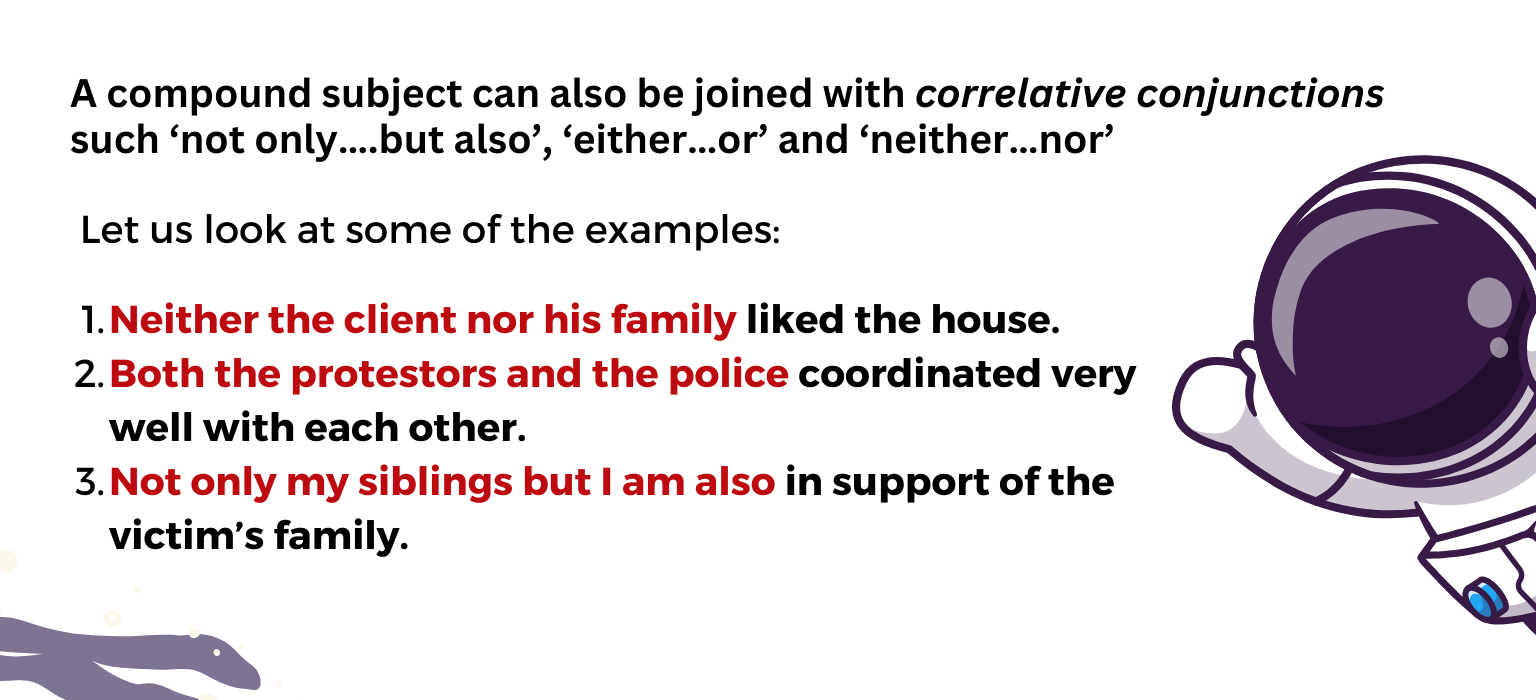 A compound subject can also be joined with correlative conjunctions
such ‘not only....but also’, ‘either...or’ and ‘neither...nor’
Let us look at some of the examples:
1. Neither the client nor his family liked the house.
2. Both the protestors and the police coordinated very
well with each other.
3. Not only my siblings but I am also in support of the
victim’s family.